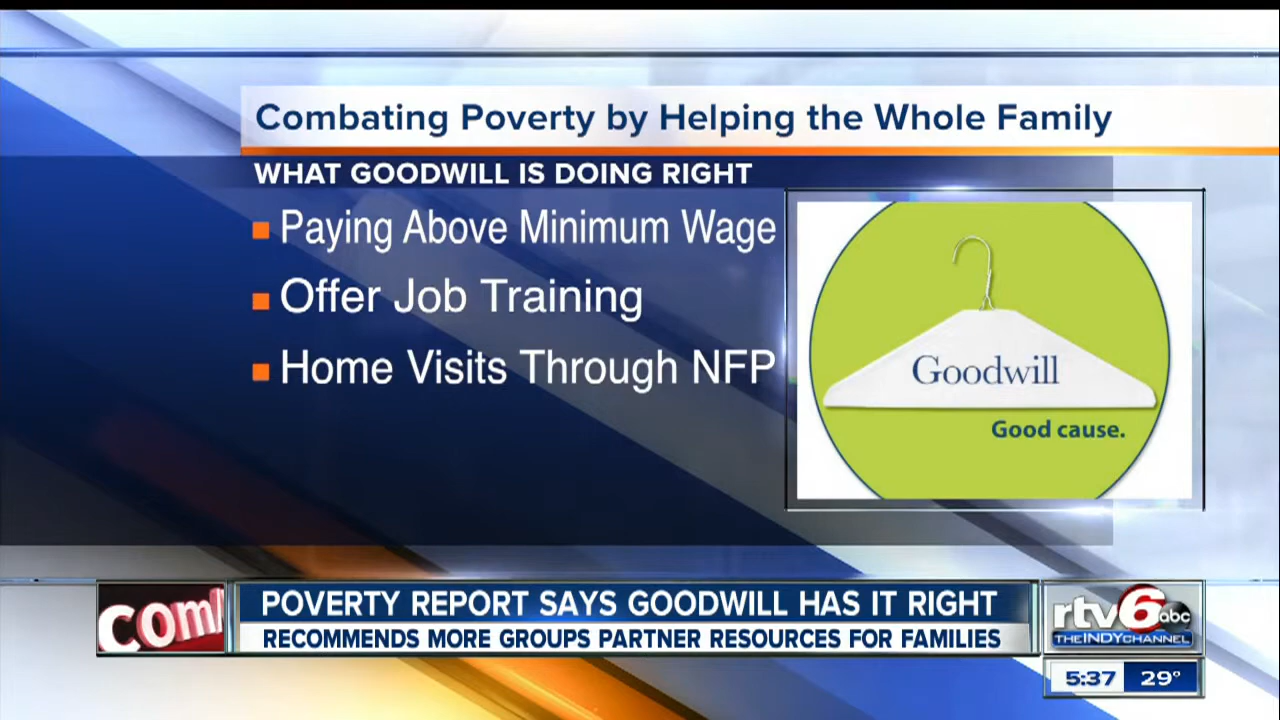 Combating Poverty by Helping the Whole Family
WHAT GOODWILL IS DOING RIGHT
Paying Above Minimum Wage
Offer Job Training
Home Visits Through NFP
Goodwill
Good cause.
POVERTY REPORT SAYS GOODWILL HAS IT RIGHT
RECOMMENDS MORE GROUPS PARTNER RESOURCES FOR FAMILIES
rtv6 abc
THEINDYCHANNEL
5:37 29°